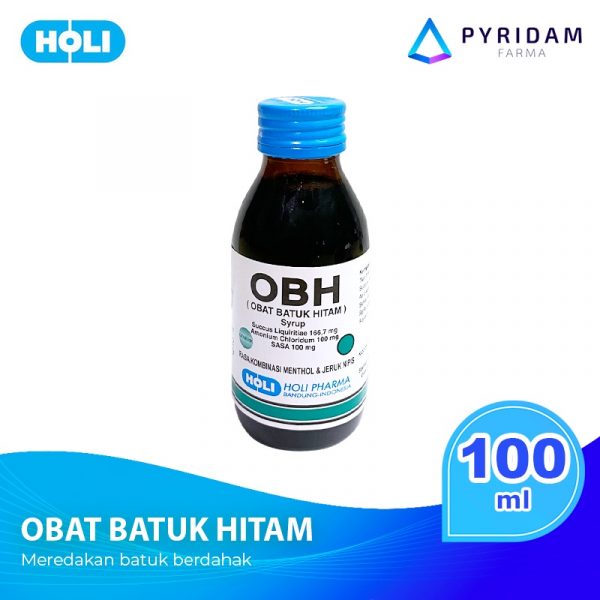 HOLI
PYRIDAM
FARMA
OBH
( OBAT BATUK HITAM )
Syrup
Succus Liquiritiae 166,7 mg
Amonium Chloridum 100 mg
SASA 100 mg
RASA:KOMBINASI MENTHOL & JERUK NIPIS
HOLI HOLI PHARMA
BANDUNG-INDONESIA
100
ml
OBAT BATUK HITAM
Meredakan batuk berdahak